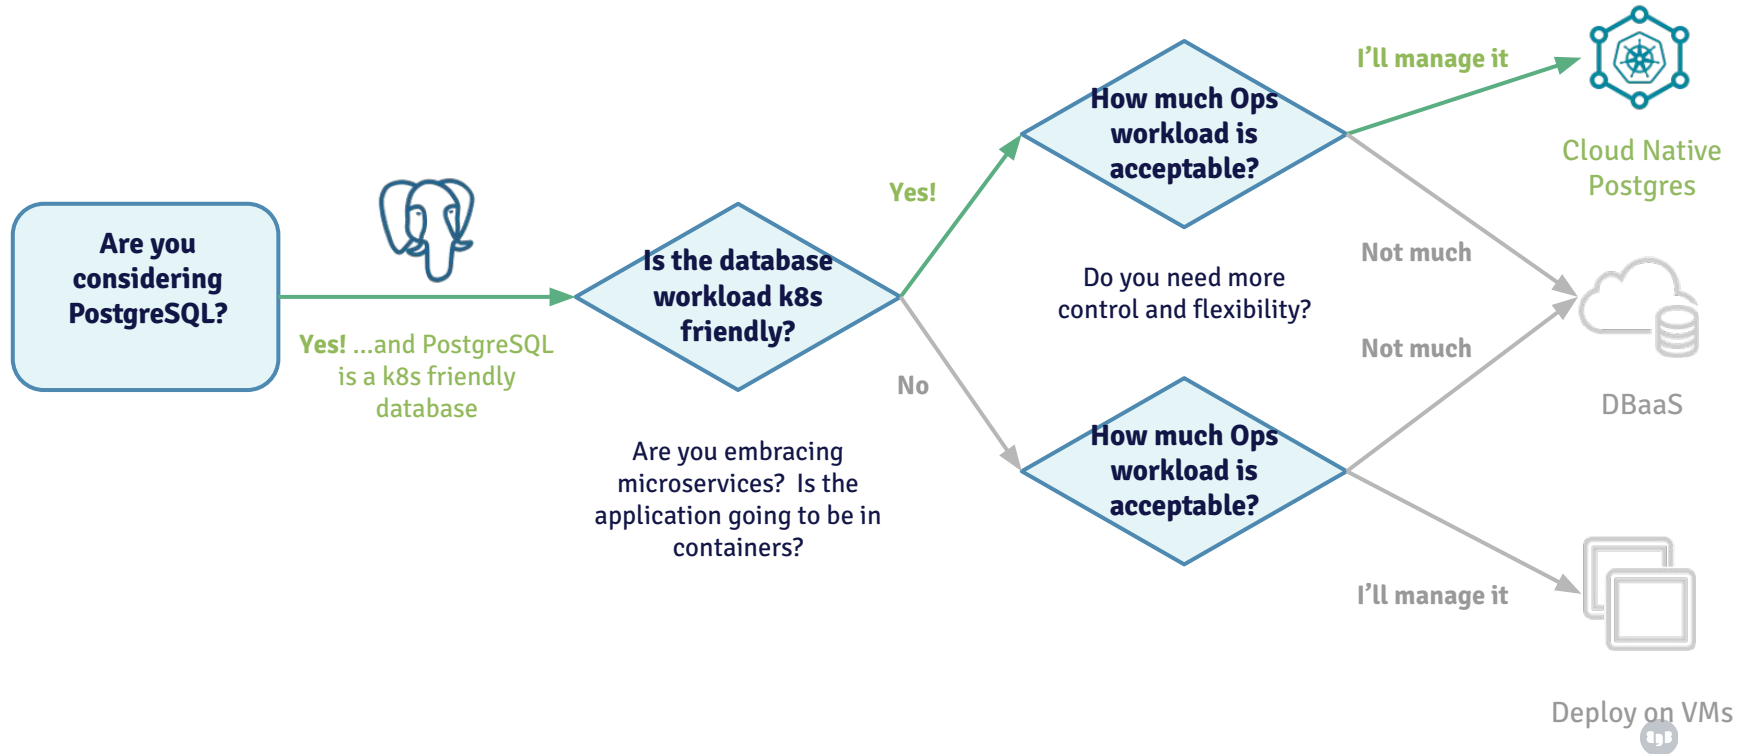 Are you
considering
PostgreSQL?
Yes! ...and PostgreSQL
is a k8s friendly
database
Is the database
workload k8s
friendly?
Are you embracing
microservices?  Is the
application going to be in
containers?
Yes!
No
How much Ops
workload is
acceptable?
Do you need more
control and flexibility?
How much Ops
workload is
acceptable?
I'll manage it
Not much
Not much
I'll manage it
Cloud Native
Postgres
DBaaS
Deploy on VMs